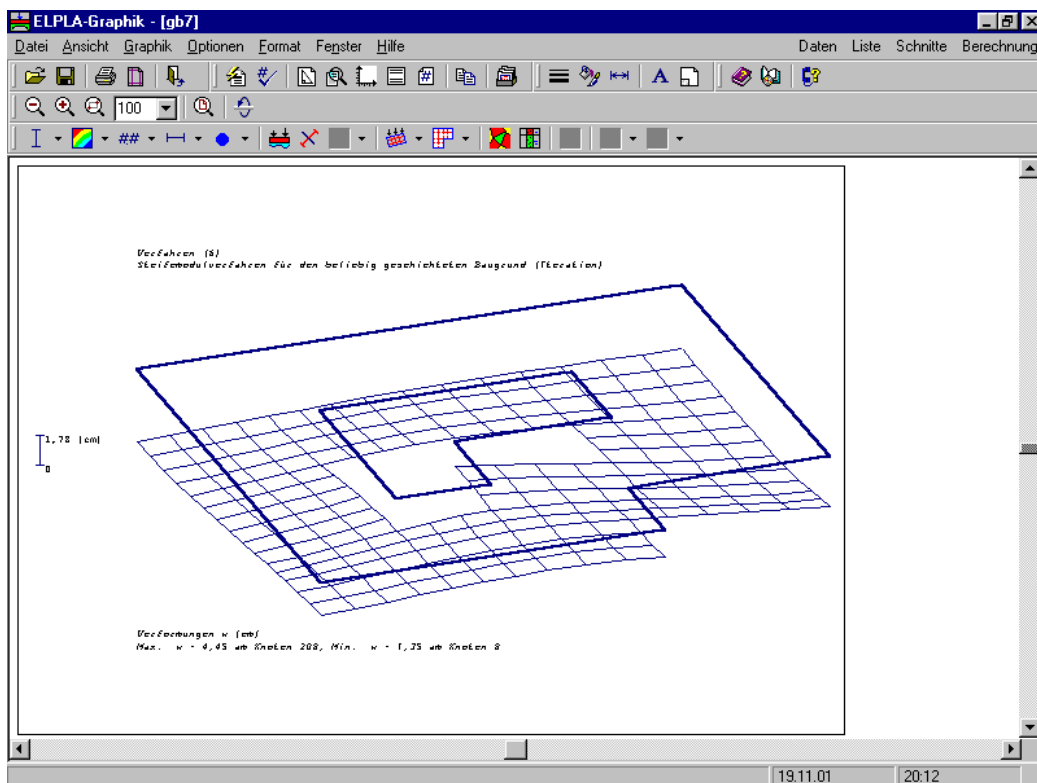 ELPLA-Graphik - [gb7]
Datei Ansicht Graphik Optionen Format Fenster Hilfe Daten Liste Schnitte Berechnung
100
Verfahren (6)
Steifemodulverfahren für den beliebig geschichteten Baugrund (Iteration)
1,78 [cm]
0
Verformungen w [cm]
Max. w = 4,45 am Knoten 208, Min. w = 1,35 am Knoten 8
19.11.01 20:12